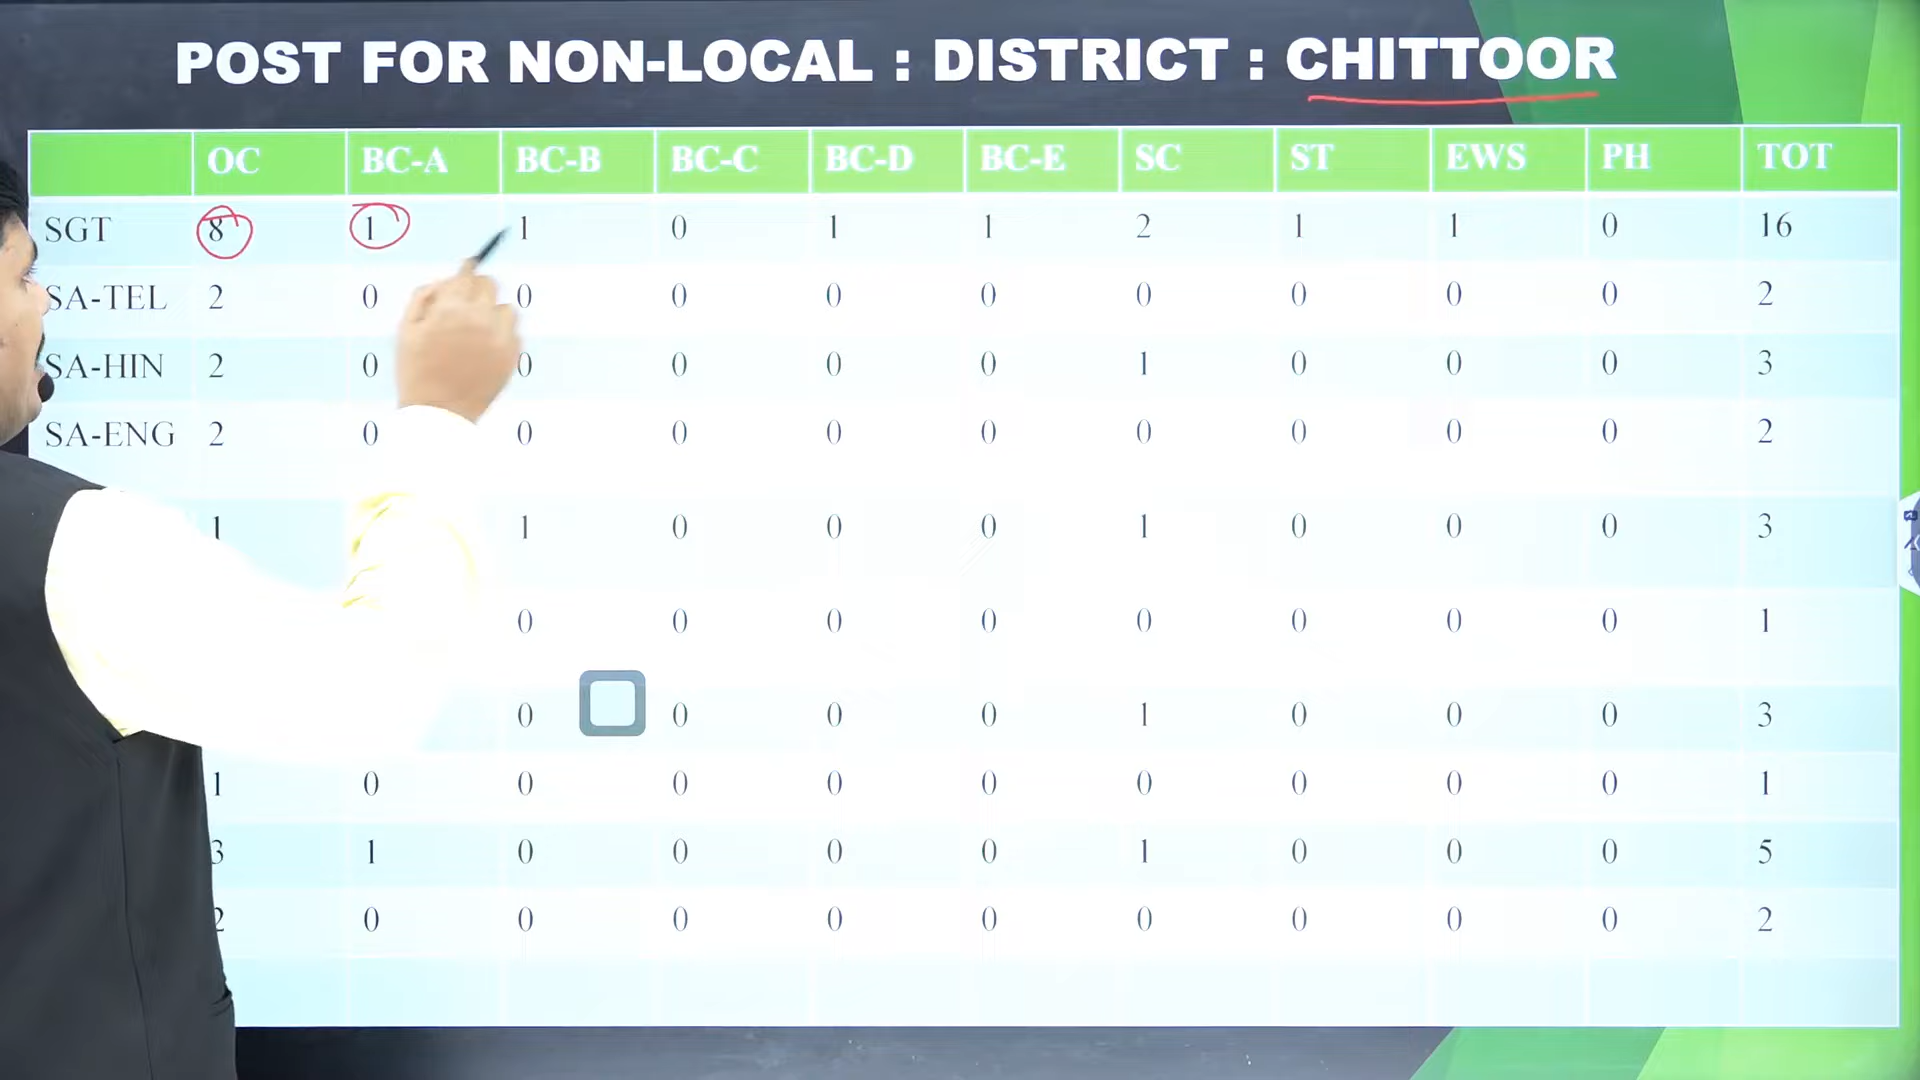 POST FOR NON-LOCAL : DISTRICT : CHITTOOR
OC BC-A BC-B BC-C BC-D BC-E SC ST EWS PH TOT
SGT 8 1 1 0 1 1 2 1 1 0 16
SA-TEL 2 0 0 0 0 0 0 0 0 0 2
SA-HIN 2 0 0 0 0 0 1 0 0 0 3
SA-ENG 2 0 0 0 0 0 0 0 0 0 2
1 1 0 0 0 1 0 0 0 3
0 0 0 0 0 0 0 0 1
0 0 0 0 1 0 0 0 3
1 0 0 0 0 0 0 0 0 0 1
3 1 0 0 0 0 1 0 0 0 5
2 0 0 0 0 0 0 0 0 0 2